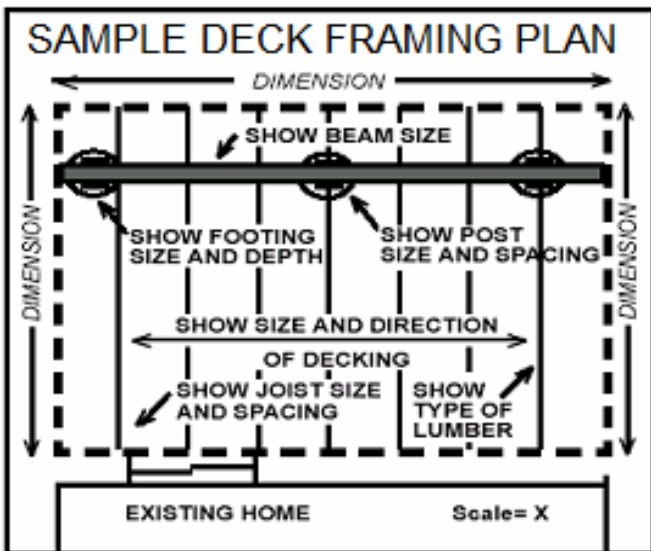 SAMPLE DECK FRAMING PLAN
DIMENSION
SHOW BEAM SIZE
DIMENSION
DIMENSION
SHOW FOOTING
SIZE AND DEPTH
SHOW POST
SIZE AND SPACING
SHOW SIZE AND DIRECTION
OF DECKING
SHOW JOIST SIZE
AND SPACING
SHOW
TYPE OF
LUMBER
EXISTING HOME
Scale= X